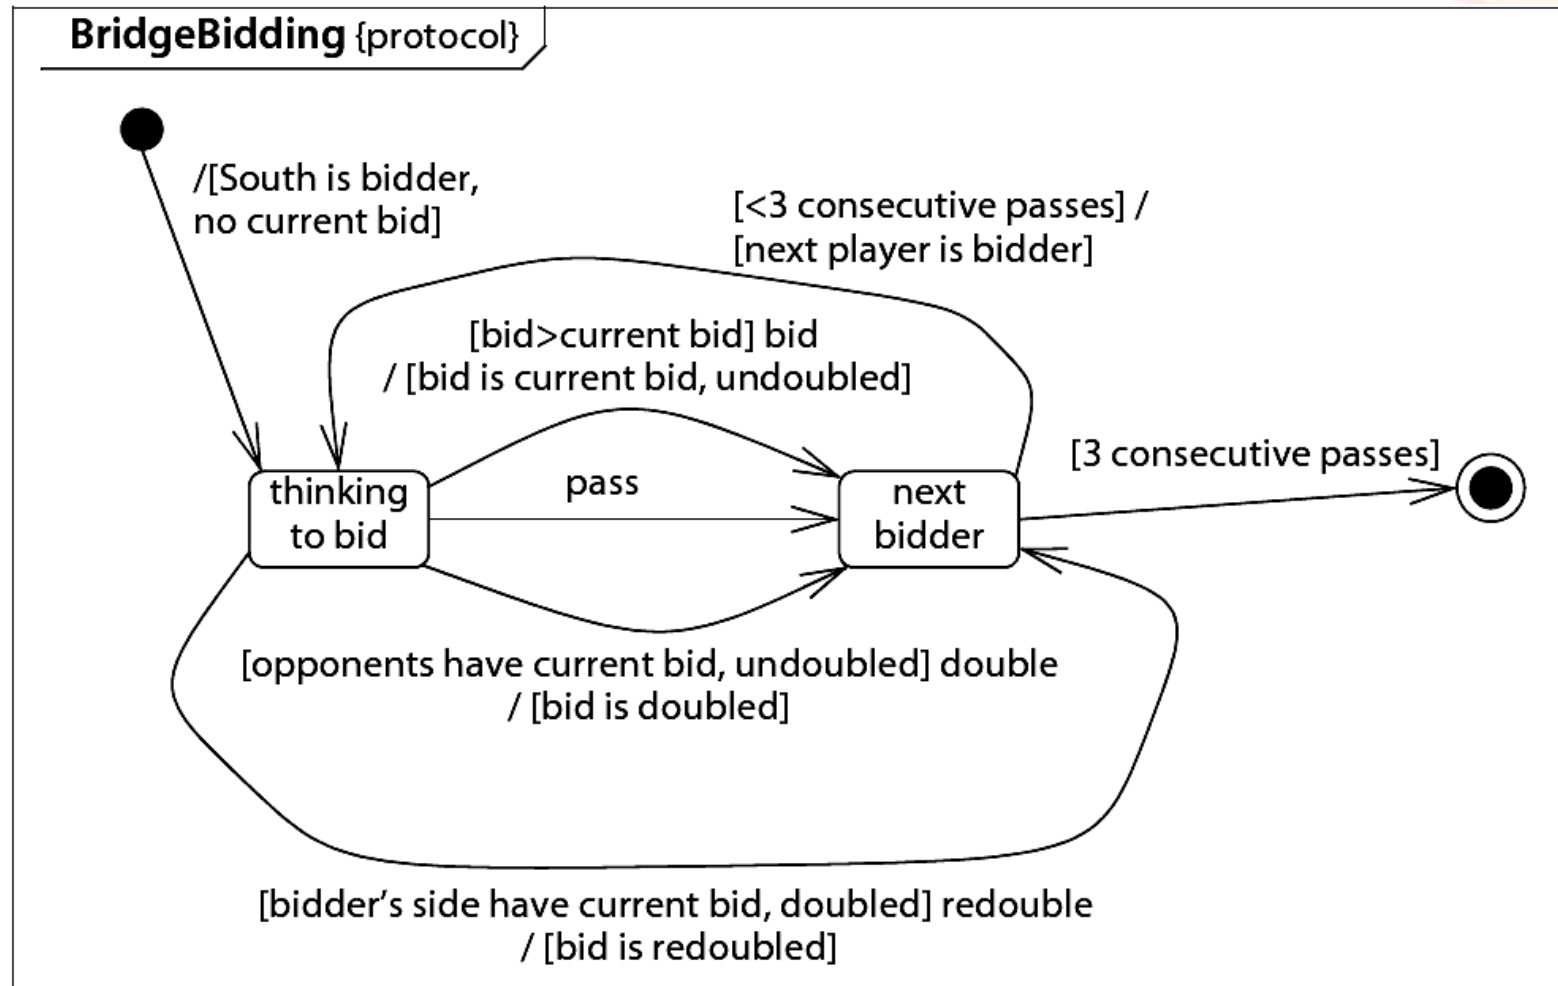 BridgeBidding {protocol}
/[South is bidder,
no current bid]
[<3 consecutive passes] /
[next player is bidder]
[bid>current bid] bid
/ [bid is current bid, undoubled]
[3 consecutive passes]
pass
thinking
to bid
next
bidder
[opponents have current bid, undoubled] double
/ [bid is doubled]
[bidder’s side have current bid, doubled] redouble
/ [bid is redoubled]